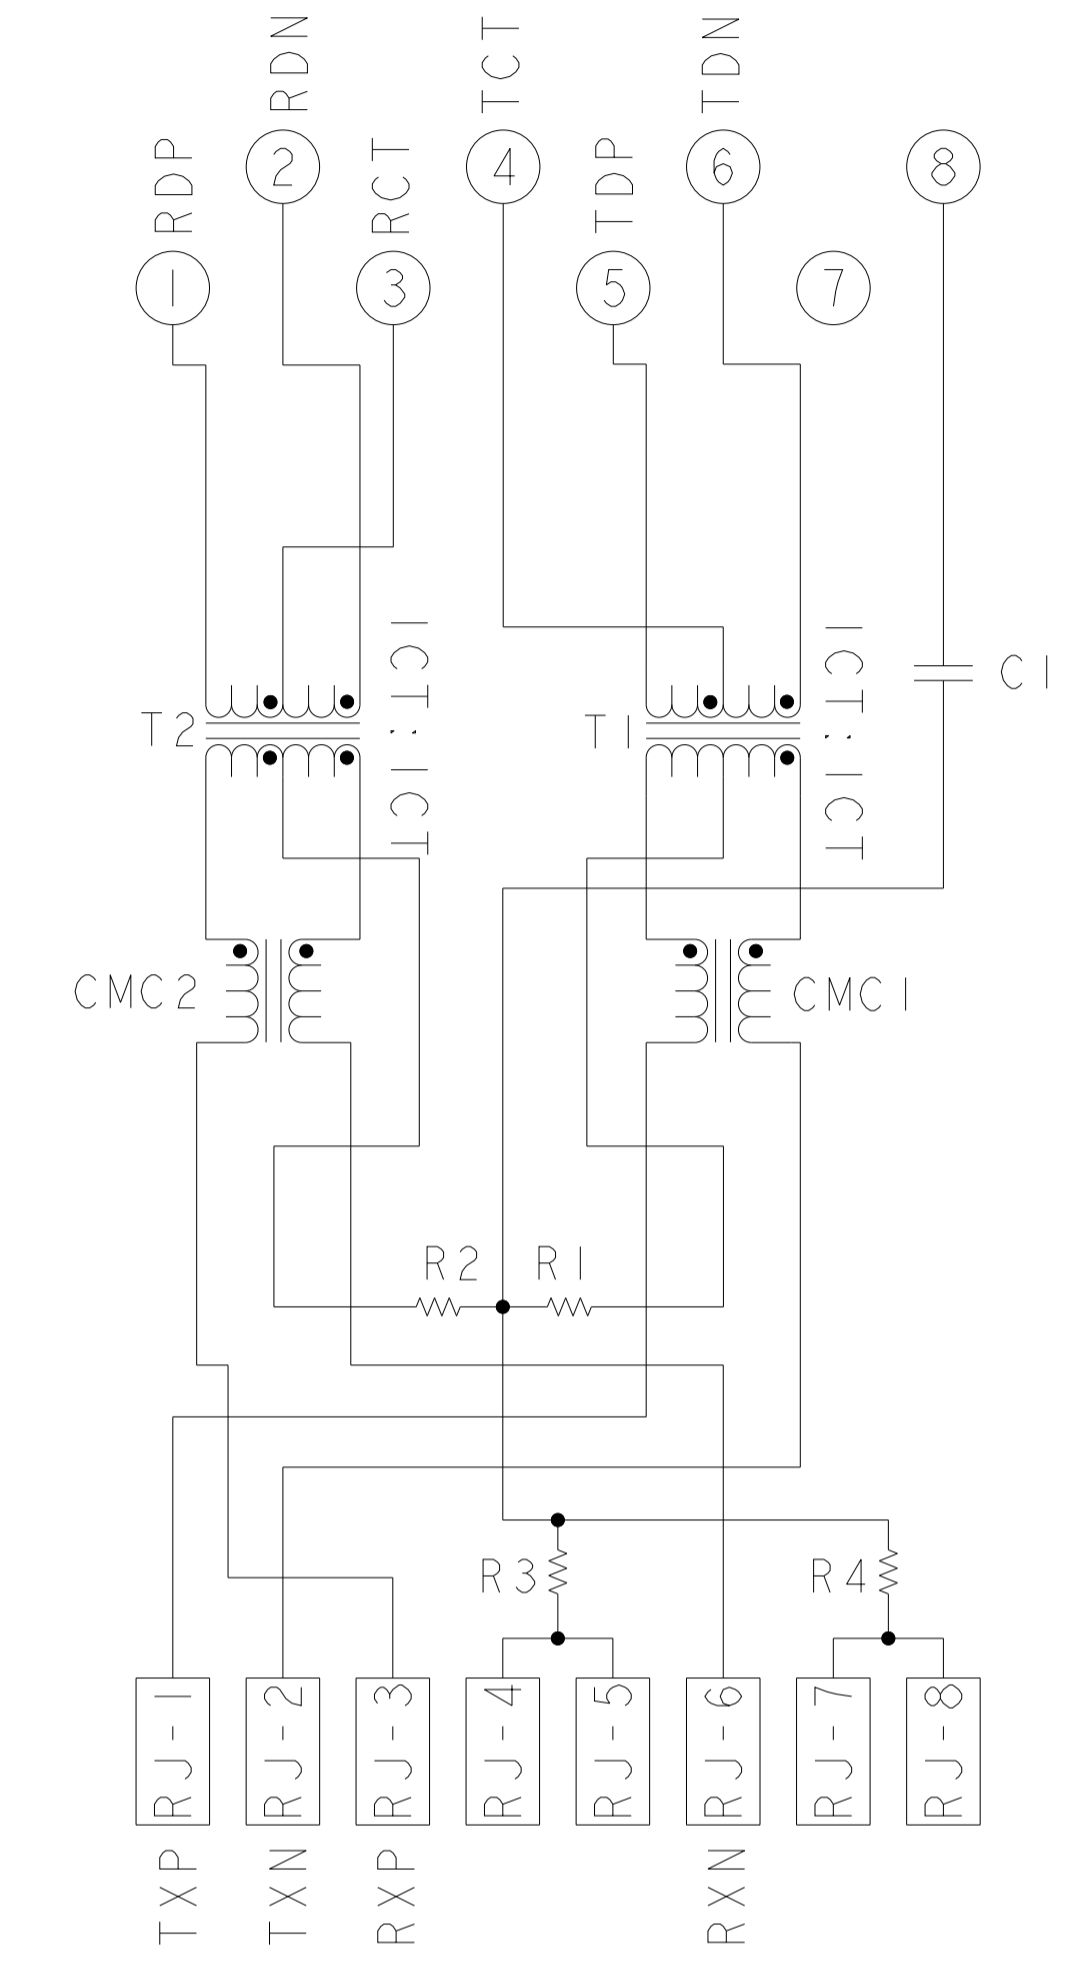 RDP
RDN
RCT
TCT
TDP
TDN
1
2
3
4
5
6
7
8
T2
1CT : 1CT
T1
1CT : 1CT
C1
CMC2
CMC1
R2
R1
R3
R4
RJ-1
RJ-2
RJ-3
RJ-4
RJ-5
RJ-6
RJ-7
RJ-8
TXP
TXN
RXP
RXN